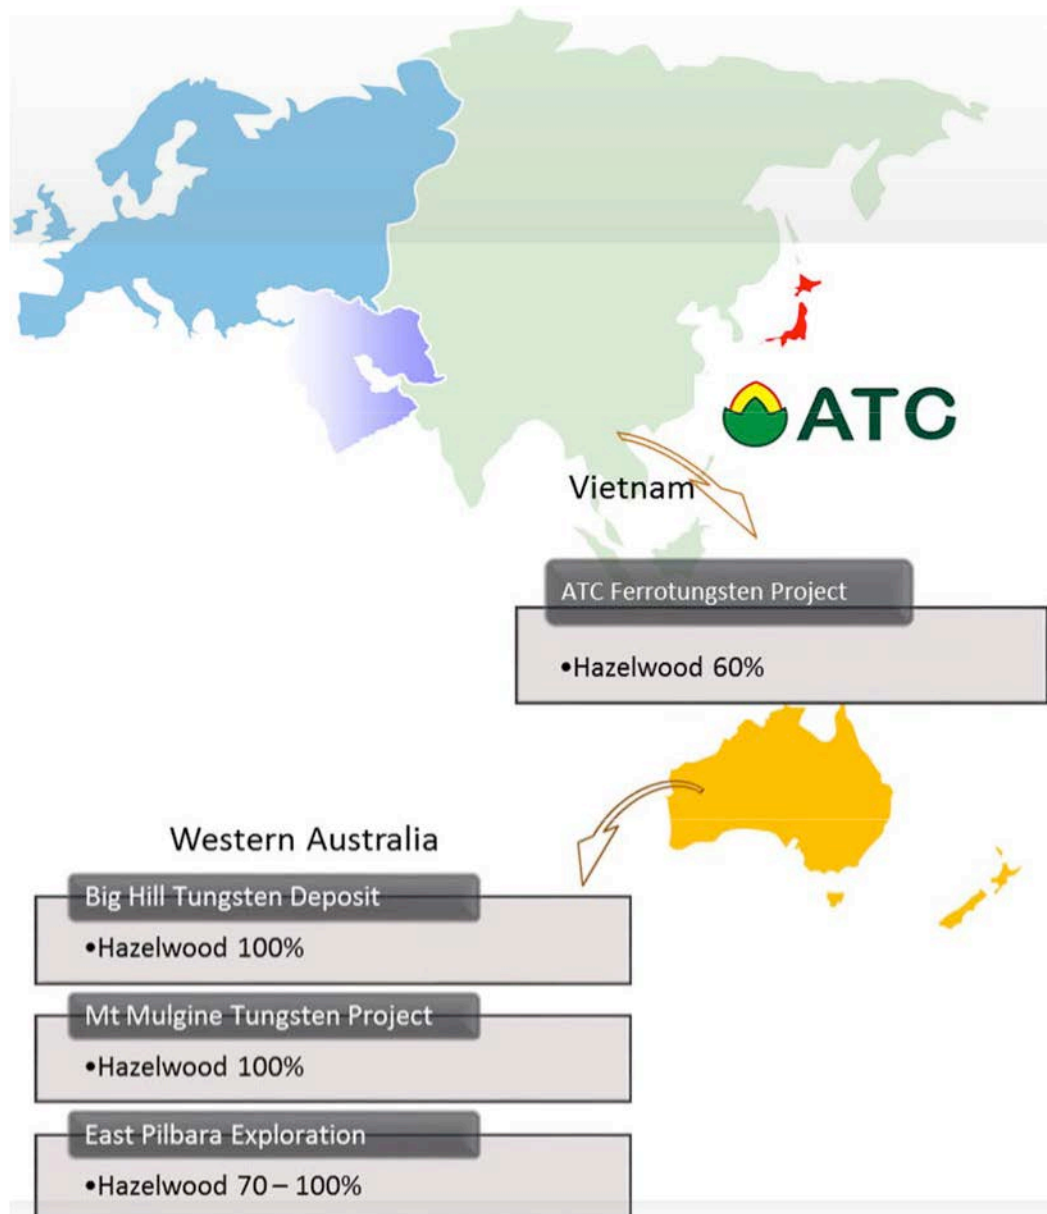 ATC
Vietnam
ATC Ferrotungsten Project
•Hazelwood 60%
Western Australia
Big Hill Tungsten Deposit
•Hazelwood 100%
Mt Mulgine Tungsten Project
•Hazelwood 100%
East Pilbara Exploration
•Hazelwood 70 – 100%